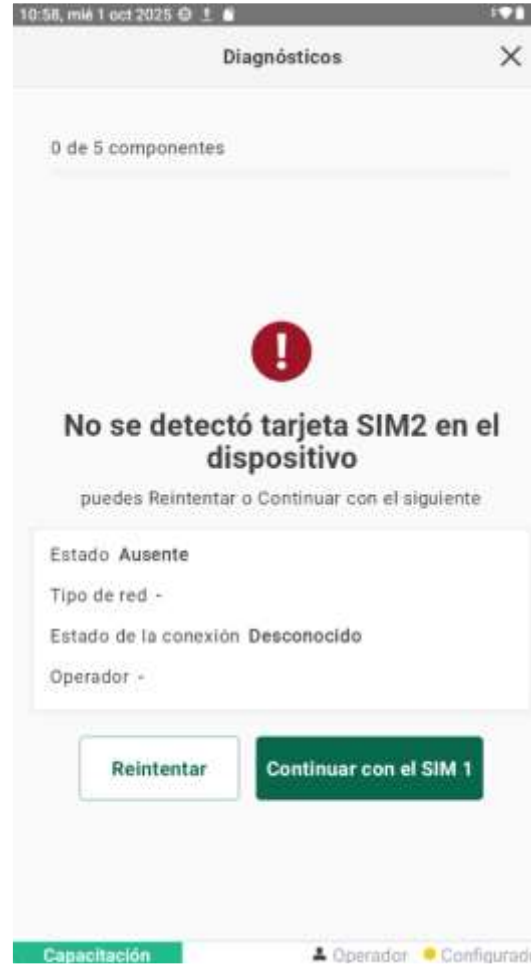 10:58, mié 1 oct 2025
Diagnósticos
0 de 5 componentes
No se detectó tarjeta SIM2 en el
dispositivo
puedes Reintentar o Continuar con el siguiente
Estado Ausente
Tipo de red -
Estado de la conexión Desconocido
Operador -
Reintentar
Continuar con el SIM 1
Capacitación
Operador
Configurad